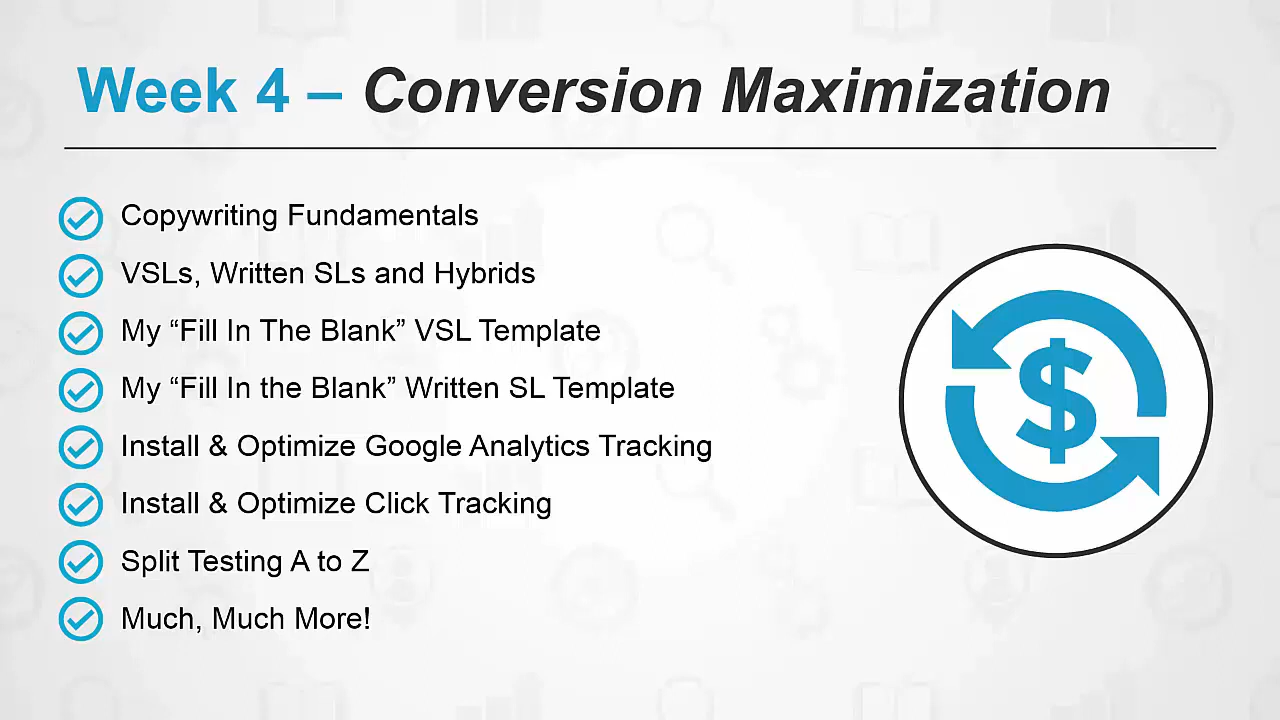 Week 4 – Conversion Maximization
Copywriting Fundamentals
VSLs, Written SLs and Hybrids
My “Fill In The Blank” VSL Template
My “Fill In the Blank” Written SL Template
Install & Optimize Google Analytics Tracking
Install & Optimize Click Tracking
Split Testing A to Z
Much, Much More!
$